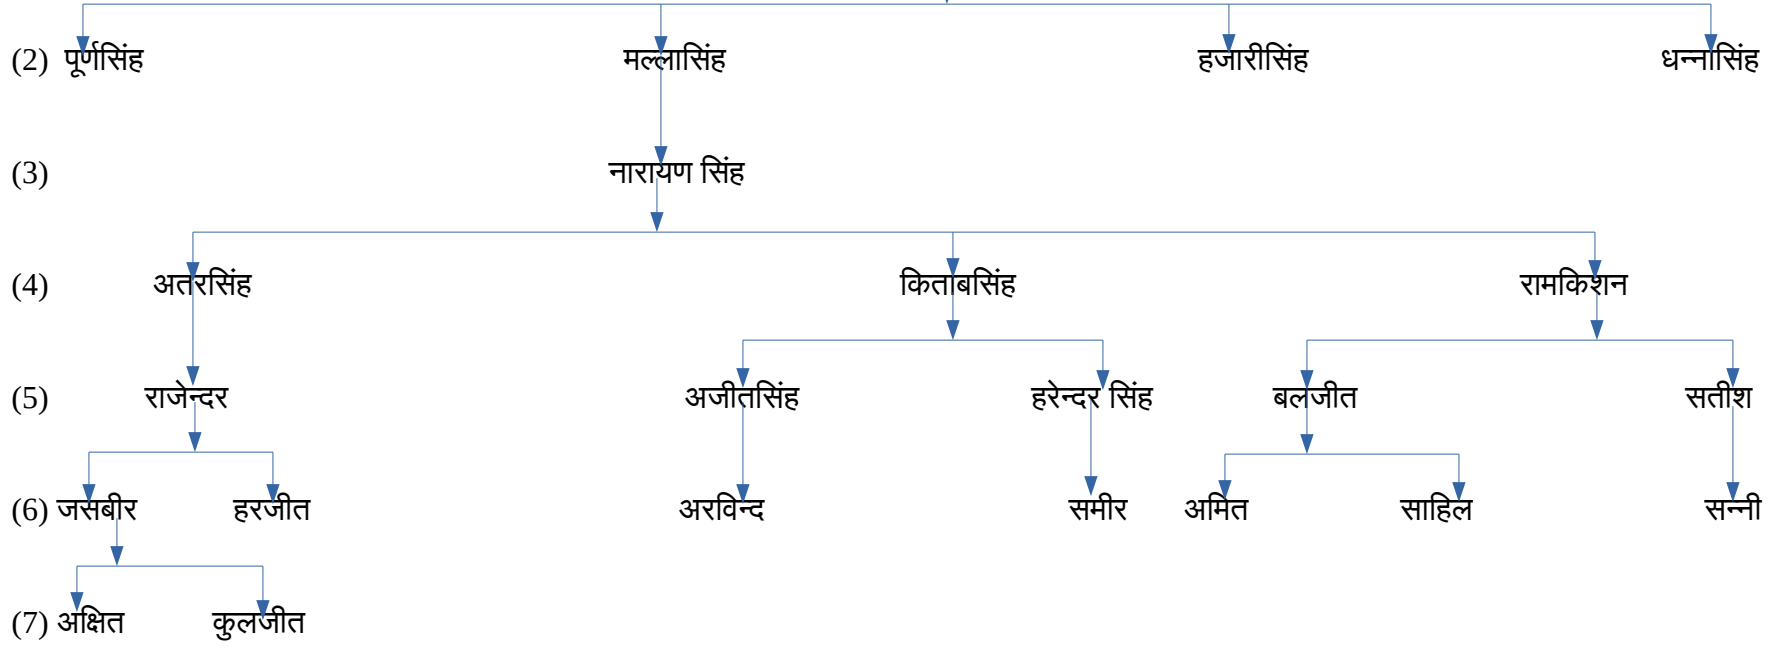 (2) पूर्णसिंह मल्लासिंह हजारीसिंह धन्नासिंह
(3) नारायण सिंह
(4) अतरसिंह किताबसिंह रामकिशन
(5) राजेन्दर अजीतसिंह हरेन्दर सिंह बलजीत सतीश
(6) जसबीर हरजीत अरविन्द समीर अमित साहिल सन्नी
(7) अक्षित कुलजीत